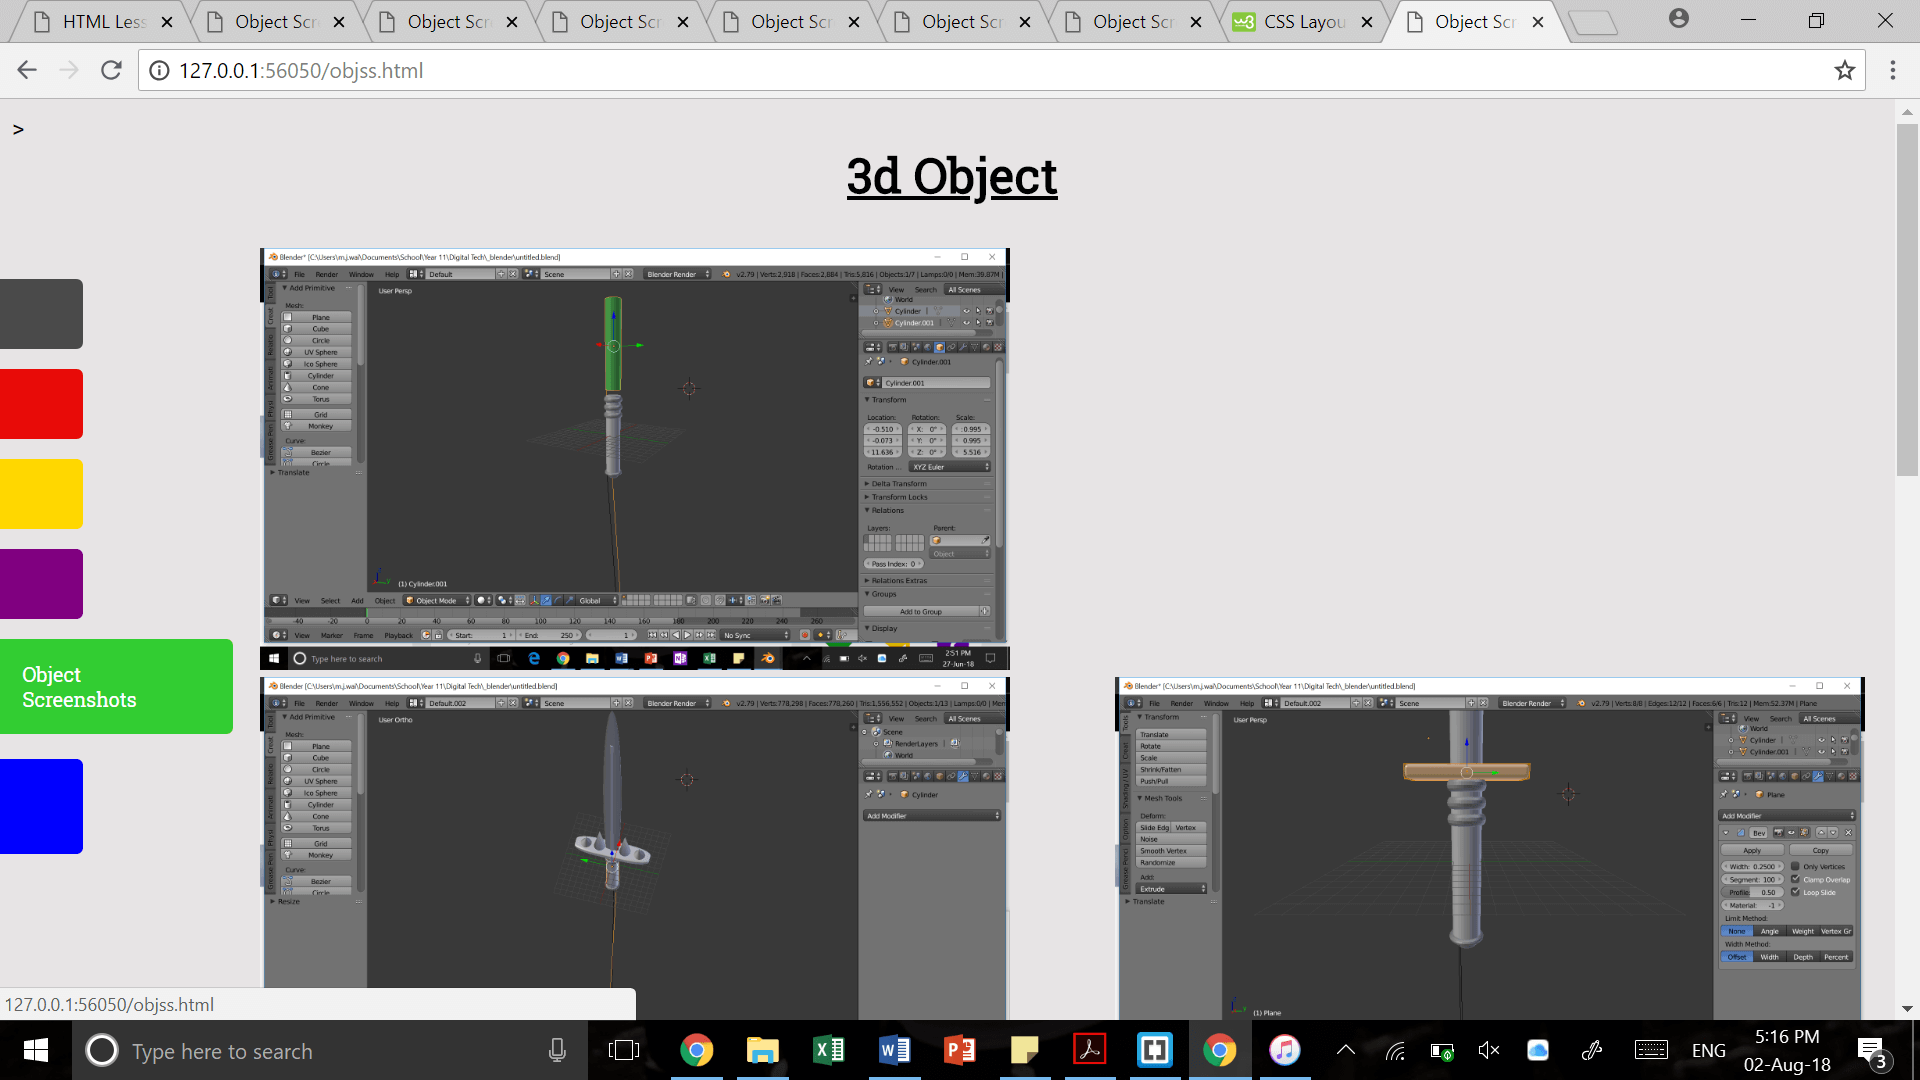 HTML Less
Object Scr
Object Scr
Object Scr
Object Scr
Object Scr
Object Scr
CSS Layou
Object Scr
127.0.0.1:56050/objss.html
>
3d Object
Object
Screenshots
Blender* [C:\Users\m.j.wai\Documents\School\Year 11\Digital Tech\_blender\untitled.blend]
File Render Window Help Default Scene Blender Render v2.79 | Verts:2,918 | Faces:2,884 | Tris:5,816 | Objects:1/7 | Lamps:0/0 | Mem:39.87M |
Add Primitive
Mesh:
Plane
Cube
Circle
UV Sphere
Ico Sphere
Cylinder
Cone
Torus
Grid
Monkey
Curve:
Bezier
Circle
Translate
User Persp
(1) Cylinder.001
View Search All Scenes
World
Cylinder
Cylinder.001
Cylinder.001
Cylinder.001
Transform
Location: Rotation: Scale:
-0.510 X: 0° 0.995
-0.073 Y: 0° 0.995
11.636 Z: 0° 5.516
Rotation ... XYZ Euler
Delta Transform
Transform Locks
Relations
Layers: Parent:
Object
Pass Index: 0
Relations Extras
Groups
Add to Group
Display
View Select Add Object Object Mode Global
-40 -20 0 20 40 60 80 100 120 140 160 180 200 220 240 260
View Marker Frame Playback Start: 1 End: 250 1 No Sync
Type here to search
2:51 PM
27-Jun-18
Blender [C:\Users\m.j.wai\Documents\School\Year 11\Digital Tech\_blender\untitled.blend]
File Render Window Help Default.002 Scene Blender Render v2.79 | Verts:778,298 | Faces:778,260 | Tris:1,556,552 | Objects:1/13 | Lamps:0/0 | Mem
Add Primitive
Mesh:
Plane
Cube
Circle
UV Sphere
Ico Sphere
Cylinder
Cone
Torus
Grid
Monkey
Curve:
Bezier
Circle
Resize
User Ortho
View Search All Scenes
Scene
RenderLayers
World
Cylinder
Add Modifier
Blender* [C:\Users\m.j.wai\Documents\School\Year 11\Digital Tech\_blender\untitled.blend]
File Render Window Help Default.002 Scene Blender Render v2.79 | Verts:8/8 | Edges:12/12 | Faces:6/6 | Tris:12 | Mem:52.37M | Plane
Transform
Translate
Rotate
Scale
Shrink/Fatten
Push/Pull
Mesh Tools
Deform:
Slide Edg Vertex
Noise
Smooth Vertex
Randomize
Add:
Extrude
Translate
User Persp
(1) Plane
View Search All Scenes
World
Cylinder
Cylinder.001
Plane
Add Modifier
Bev
Apply Copy
Width: 0.2500 Only Vertices
Segment: 100 Clamp Overlap
Profile: 0.50 Loop Slide
Material: -1
Limit Method:
None Angle Weight Vertex Gr
Width Method:
Offset Width Depth Percent
127.0.0.1:56050/objss.html
Type here to search
ENG
5:16 PM
02-Aug-18
3